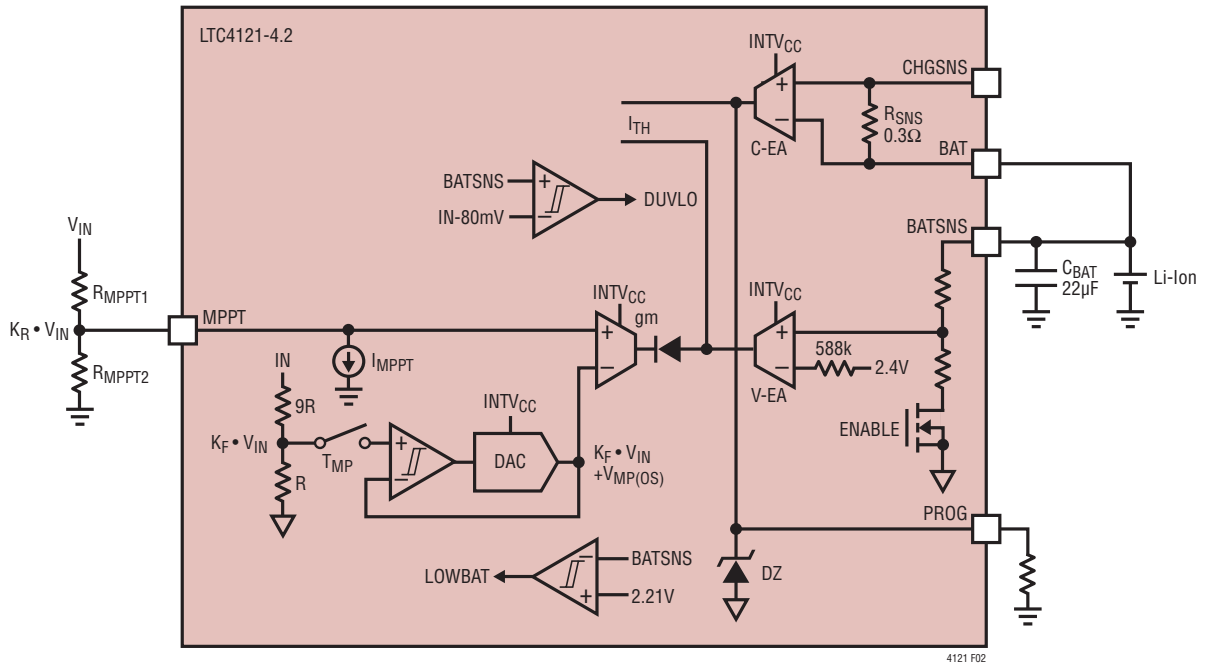 LTC4121-4.2
INTVCC
CHGSNS
RSNS
0.3Ω
C-EA
BAT
ITH
BATSNS
IN-80mV
DUVLO
BATSNS
CBAT
22µF
Li-Ion
VIN
RMPPT1
KR • VIN
RMPPT2
MPPT
IMPPT
INTVCC
gm
INTVCC
588k
2.4V
V-EA
ENABLE
IN
9R
KF • VIN
R
TMP
INTVCC
DAC
KF • VIN
+VMP(OS)
PROG
LOWBAT
BATSNS
2.21V
DZ
4121 F02